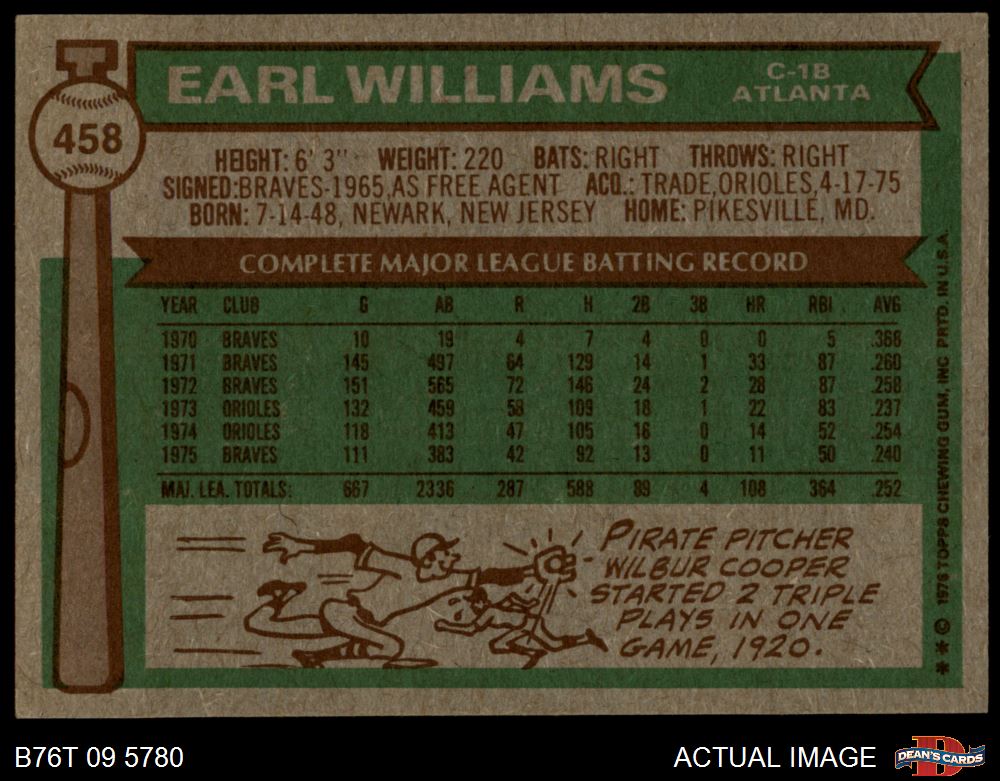 458
EARL WILLIAMS
C-1B
ATLANTA
HEIGHT: 6' 3" WEIGHT: 220 BATS: RIGHT THROWS: RIGHT
SIGNED: BRAVES-1965, AS FREE AGENT ACQ.: TRADE, ORIOLES, 4-17-75
BORN: 7-14-48, NEWARK, NEW JERSEY HOME: PIKESVILLE, MD.
COMPLETE MAJOR LEAGUE BATTING RECORD
YEAR CLUB G AB R H 2B 3B HR RBI AVG
1970 BRAVES 10 19 4 7 4 0 0 5 .368
1971 BRAVES 145 497 64 129 14 1 33 87 .260
1972 BRAVES 151 565 72 146 24 2 28 87 .258
1973 ORIOLES 132 459 58 109 18 1 22 83 .237
1974 ORIOLES 118 413 47 105 16 0 14 52 .254
1975 BRAVES 111 383 42 92 13 0 11 50 .240
MAJ. LEA. TOTALS: 667 2336 287 588 89 4 108 364 .252
PIRATE PITCHER
WILBUR COOPER
STARTED 2 TRIPLE
PLAYS IN ONE
GAME, 1920.
** © 1976 TOPPS CHEWING GUM, INC PRTD. IN U.S.A.
B76T 09 5780
ACTUAL IMAGE
D
DEAN'S CARDS